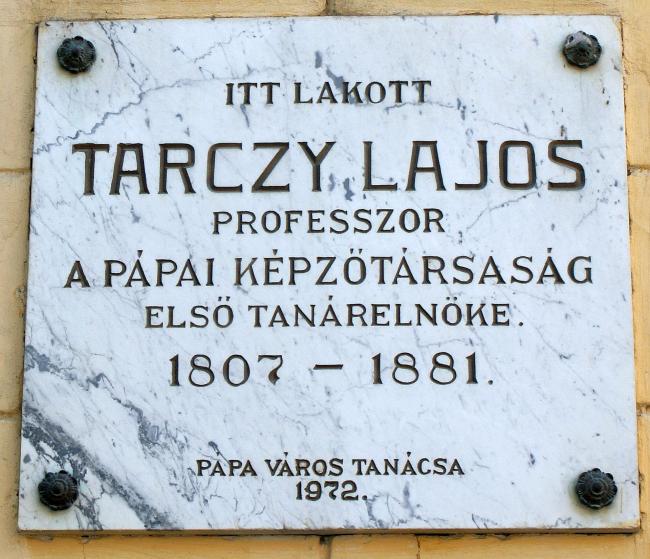 ITT LAKOTT
TARCZY LAJOS
PROFESSZOR
A PÁPAI KÉPZŐTÁRSASÁG
ELSŐ TANÁRELNÖKE.
1807 – 1881.
PÁPA VÁROS TANÁCSA
1972.